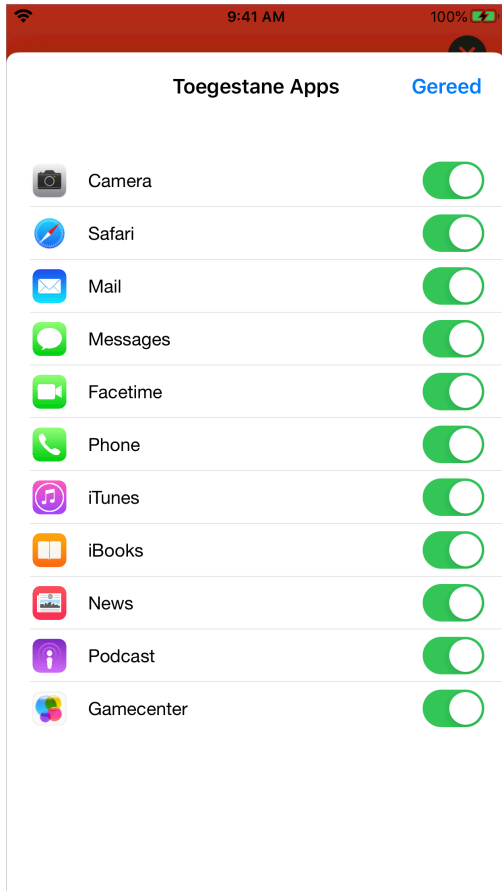 9:41 AM
100%
Toegestane Apps
Gereed
Camera
Safari
Mail
Messages
Facetime
Phone
iTunes
iBooks
News
Podcast
Gamecenter